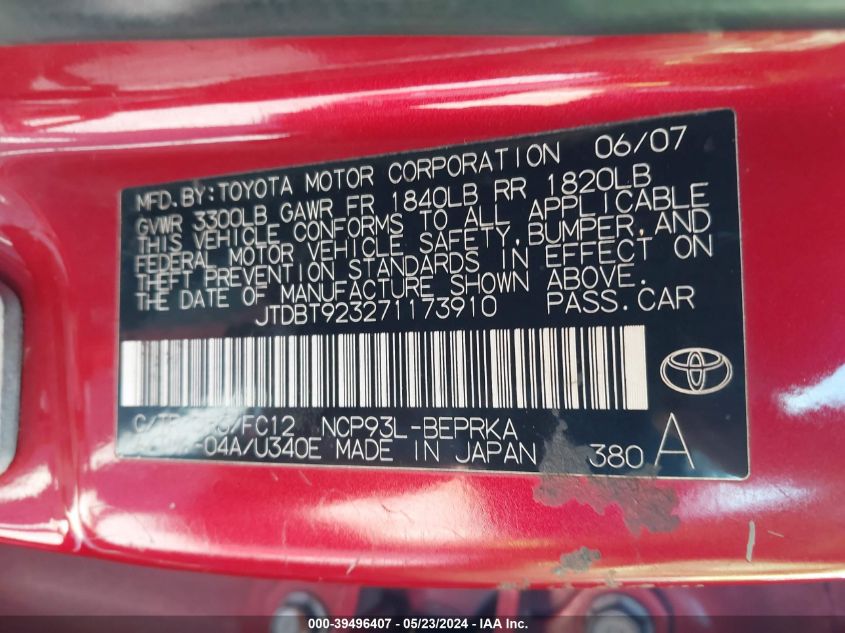 MFD.BY:TOYOTA MOTOR CORPORATION 06/07
GVWR 3300LB GAWR FR 1840LB RR 1820LB
THIS VEHICLE CONFORMS TO ALL APPLICABLE
FEDERAL MOTOR VEHICLE SAFETY,BUMPER,AND
THEFT PREVENTION STANDARDS IN EFFECT ON
THE DATE OF MANUFACTURE SHOWN ABOVE.
JTDBT923271173910 PASS.CAR
/FC12 NCP93L-BEPRKA
-04A/U340E MADE IN JAPAN 380 A
000-39496407 - 05/23/2024 - IAA Inc.